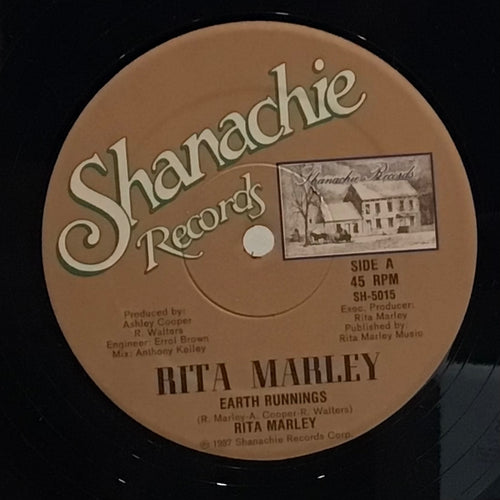 Shanachie
Records
Shanachie Records
SIDE A
45 RPM
SH-5015
Exec. Producer:
Rita Marley
Published by
Rita Marley Music
Produced by:
Ashley Cooper
R. Walters
Engineer: Errol Brown
Mix: Anthony Kelley
RITA MARLEY
EARTH RUNNINGS
(R. Marley-A. Cooper-R. Walters)
RITA MARLEY
© 1987 Shanachie Records Corp.